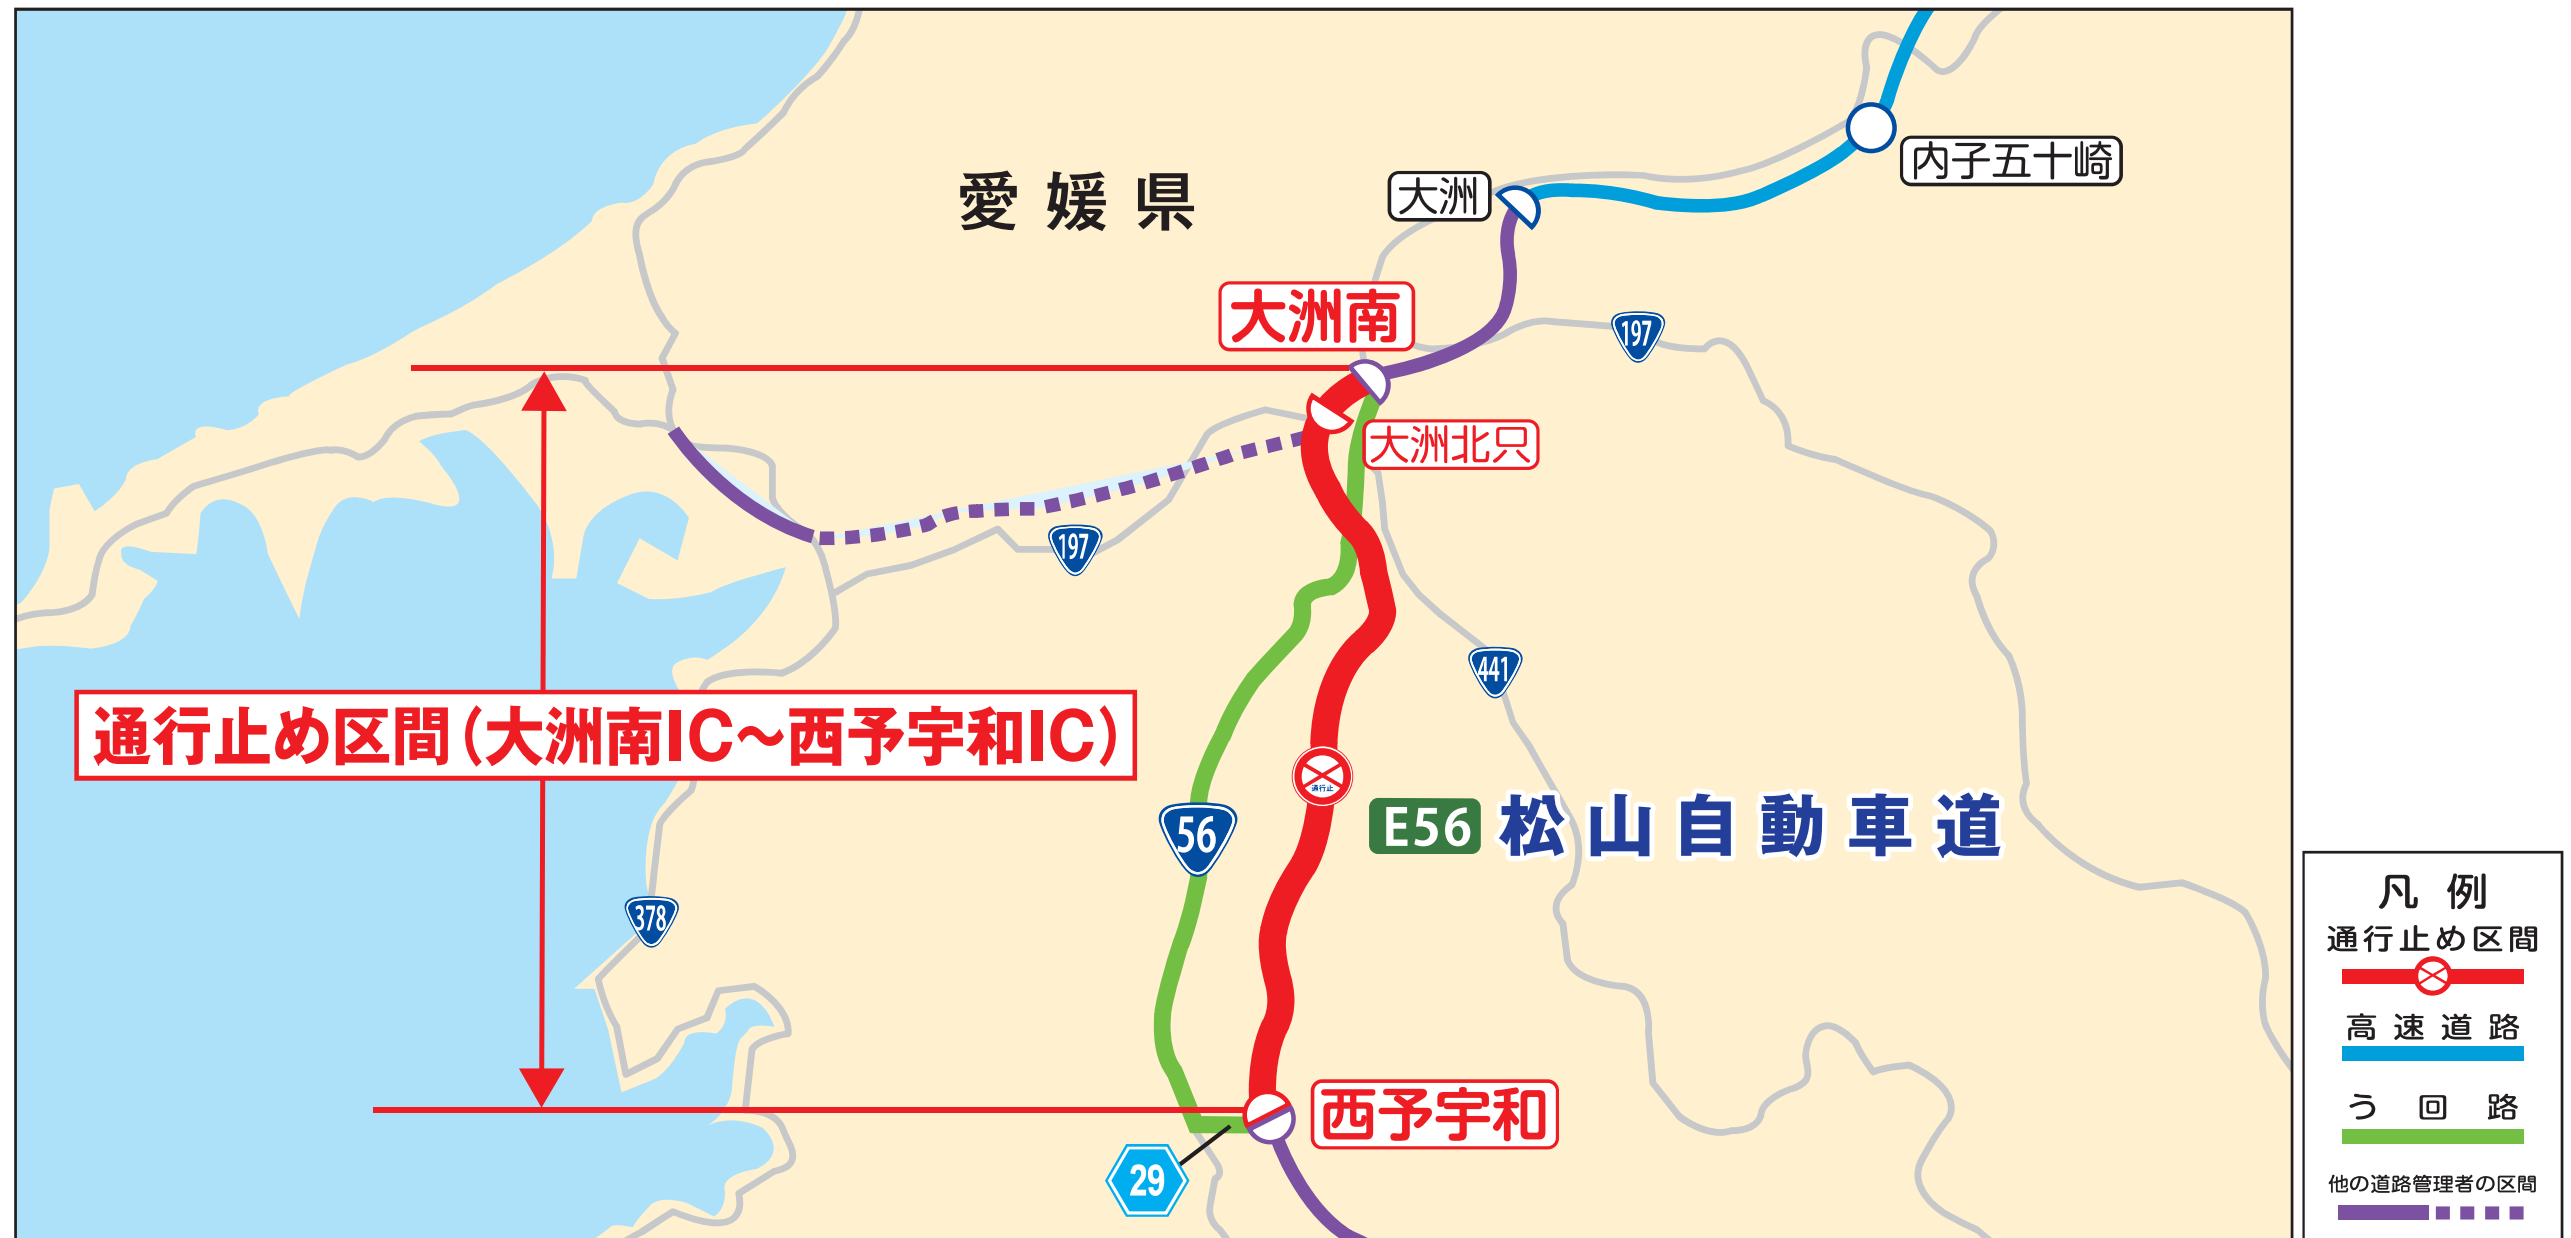 内子五十崎
愛媛県
大洲
大洲南
197
大洲北只
197
441
通行止め区間（大洲南IC～西予宇和IC）
通行止
E56 松山自動車道
56
378
西予宇和
29
凡例
通行止め区間
高速道路
う回路
他の道路管理者の区間